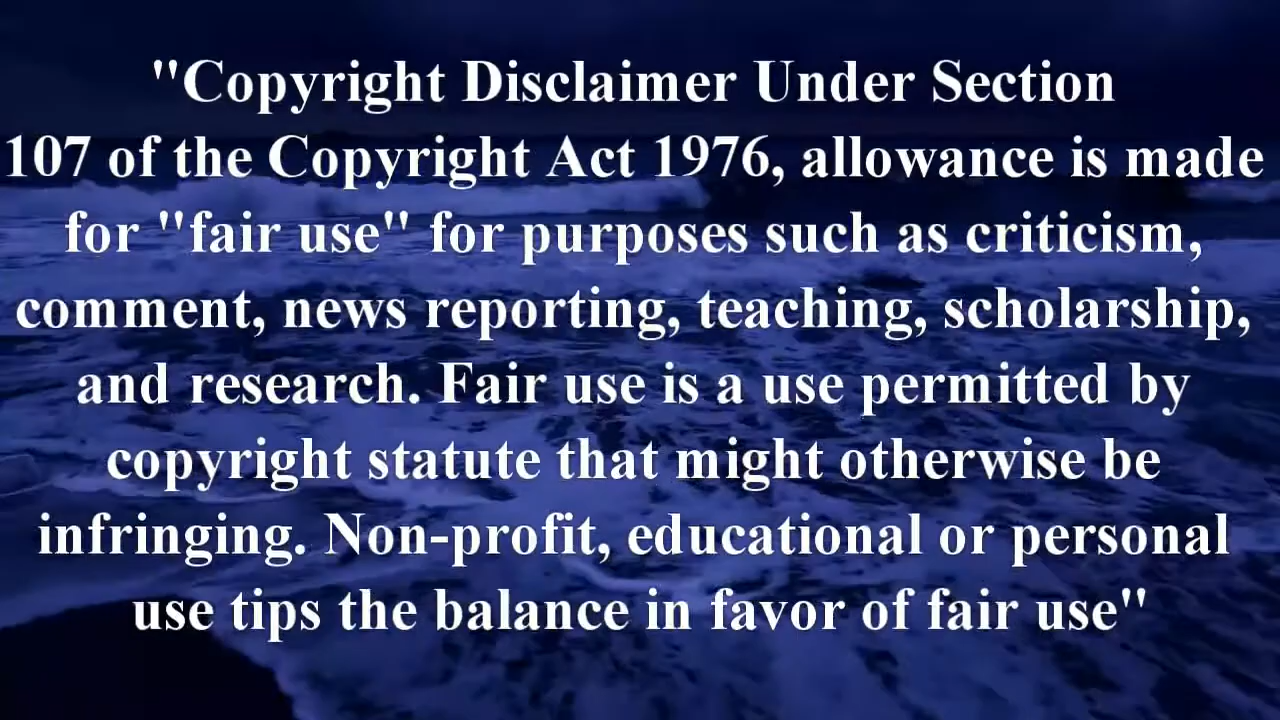 "Copyright Disclaimer Under Section
107 of the Copyright Act 1976, allowance is made
for "fair use" for purposes such as criticism,
comment, news reporting, teaching, scholarship,
and research. Fair use is a use permitted by
copyright statute that might otherwise be
infringing. Non-profit, educational or personal
use tips the balance in favor of fair use"